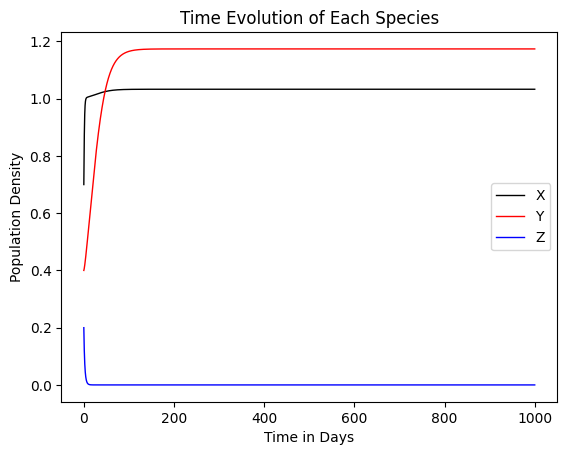 Time Evolution of Each Species
Population Density
1.2
1.0
0.8
0.6
0.4
0.2
0.0
X
Y
Z
0 200 400 600 800 1000
Time in Days